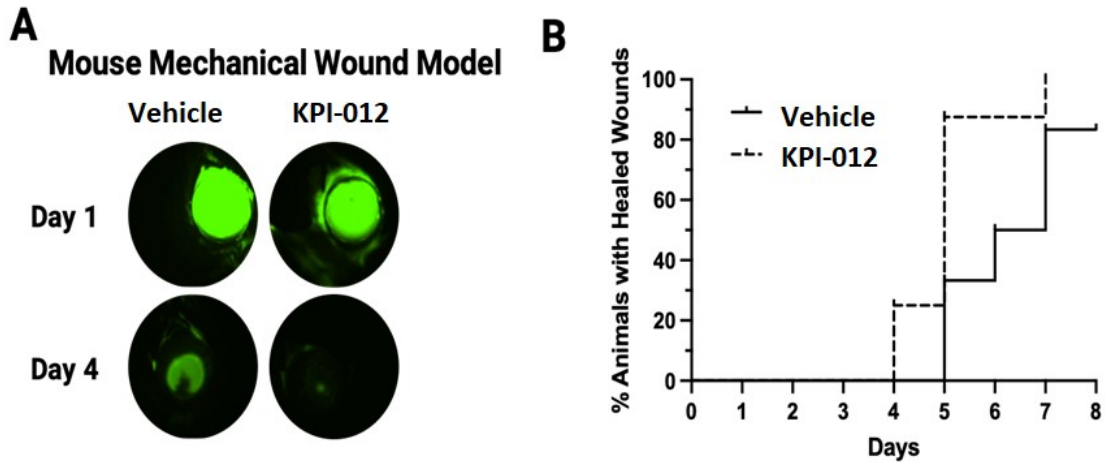 A
Mouse Mechanical Wound Model
Vehicle KPI-012
Day 1
Day 4
B
% Animals with Healed Wounds
100
80
60
40
20
0
Vehicle
KPI-012
0 1 2 3 4 5 6 7 8
Days